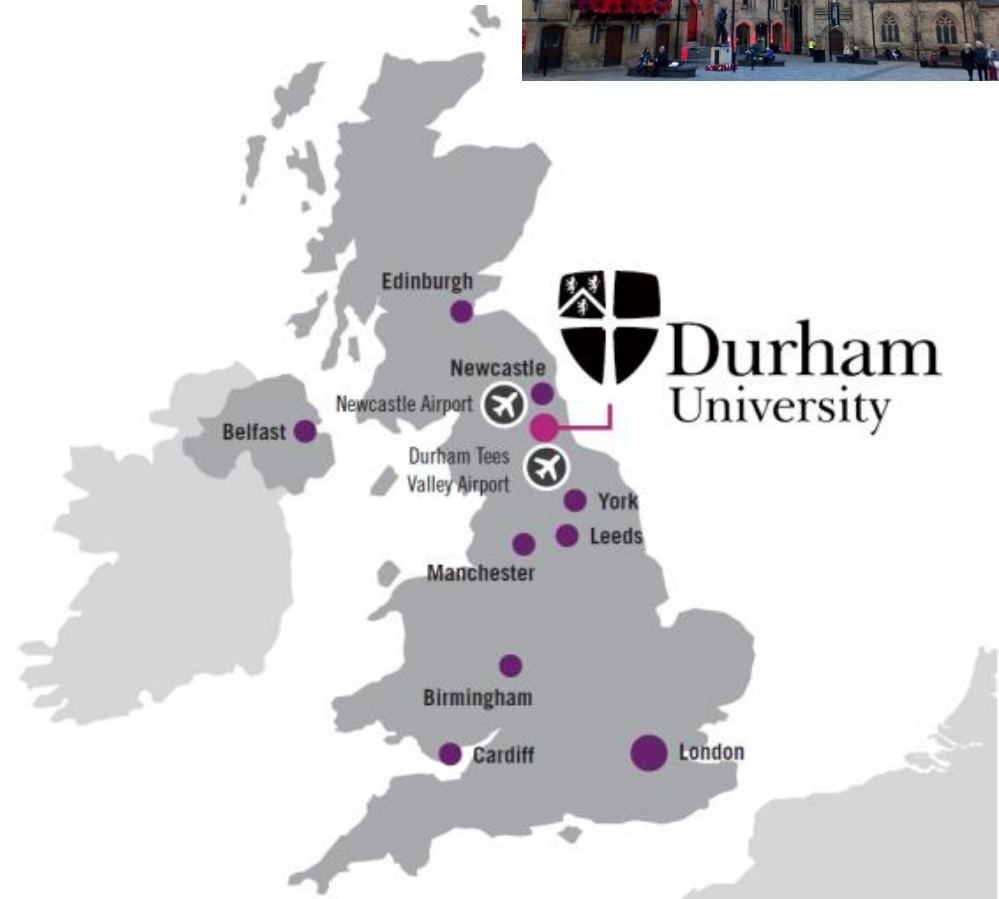 Edinburgh
Durham
University
Newcastle
Newcastle Airport
Belfast
Durham Tees
Valley Airport
York
Leeds
Manchester
Birmingham
Cardiff
London